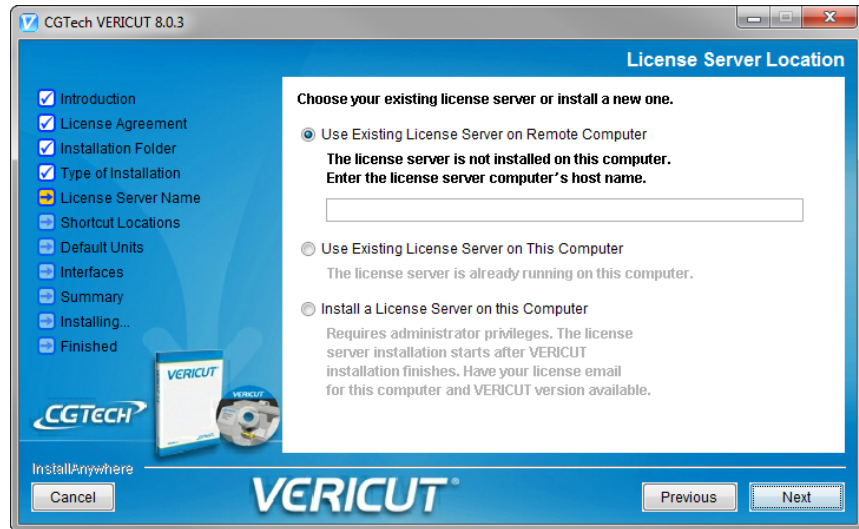 CGTech VERICUT 8.0.3
License Server Location
Introduction
License Agreement
Installation Folder
Type of Installation
License Server Name
Shortcut Locations
Default Units
Interfaces
Summary
Installing...
Finished
Choose your existing license server or install a new one.
Use Existing License Server on Remote Computer
The license server is not installed on this computer.
Enter the license server computer's host name.
Use Existing License Server on This Computer
The license server is already running on this computer.
Install a License Server on this Computer
Requires administrator privileges. The license
server installation starts after VERICUT
installation finishes. Have your license email
for this computer and VERICUT version available.
VERICUT
VERICUT
CGTECH
InstallAnywhere
Cancel
VERICUT®
Previous
Next